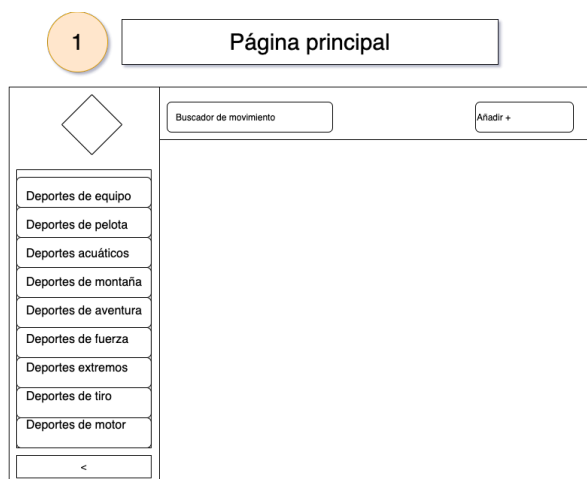 1
Página principal
Buscador de movimiento
Añadir +
Deportes de equipo
Deportes de pelota
Deportes acuáticos
Deportes de montaña
Deportes de aventura
Deportes de fuerza
Deportes extremos
Deportes de tiro
Deportes de motor
<